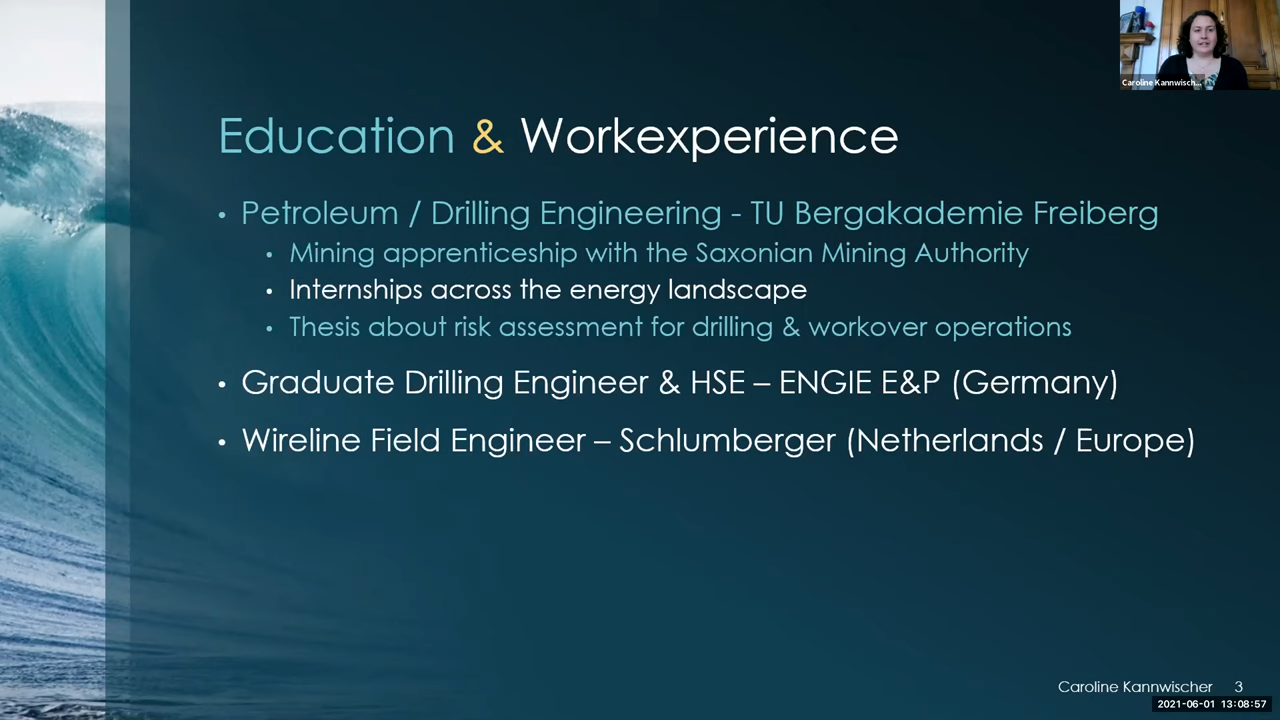 Caroline Kannwisch...
Education & Workexperience
• Petroleum / Drilling Engineering - TU Bergakademie Freiberg
• Mining apprenticeship with the Saxonian Mining Authority
• Internships across the energy landscape
• Thesis about risk assessment for drilling & workover operations
• Graduate Drilling Engineer & HSE – ENGIE E&P (Germany)
• Wireline Field Engineer – Schlumberger (Netherlands / Europe)
Caroline Kannwischer 3
2021-06-01 13:08:57